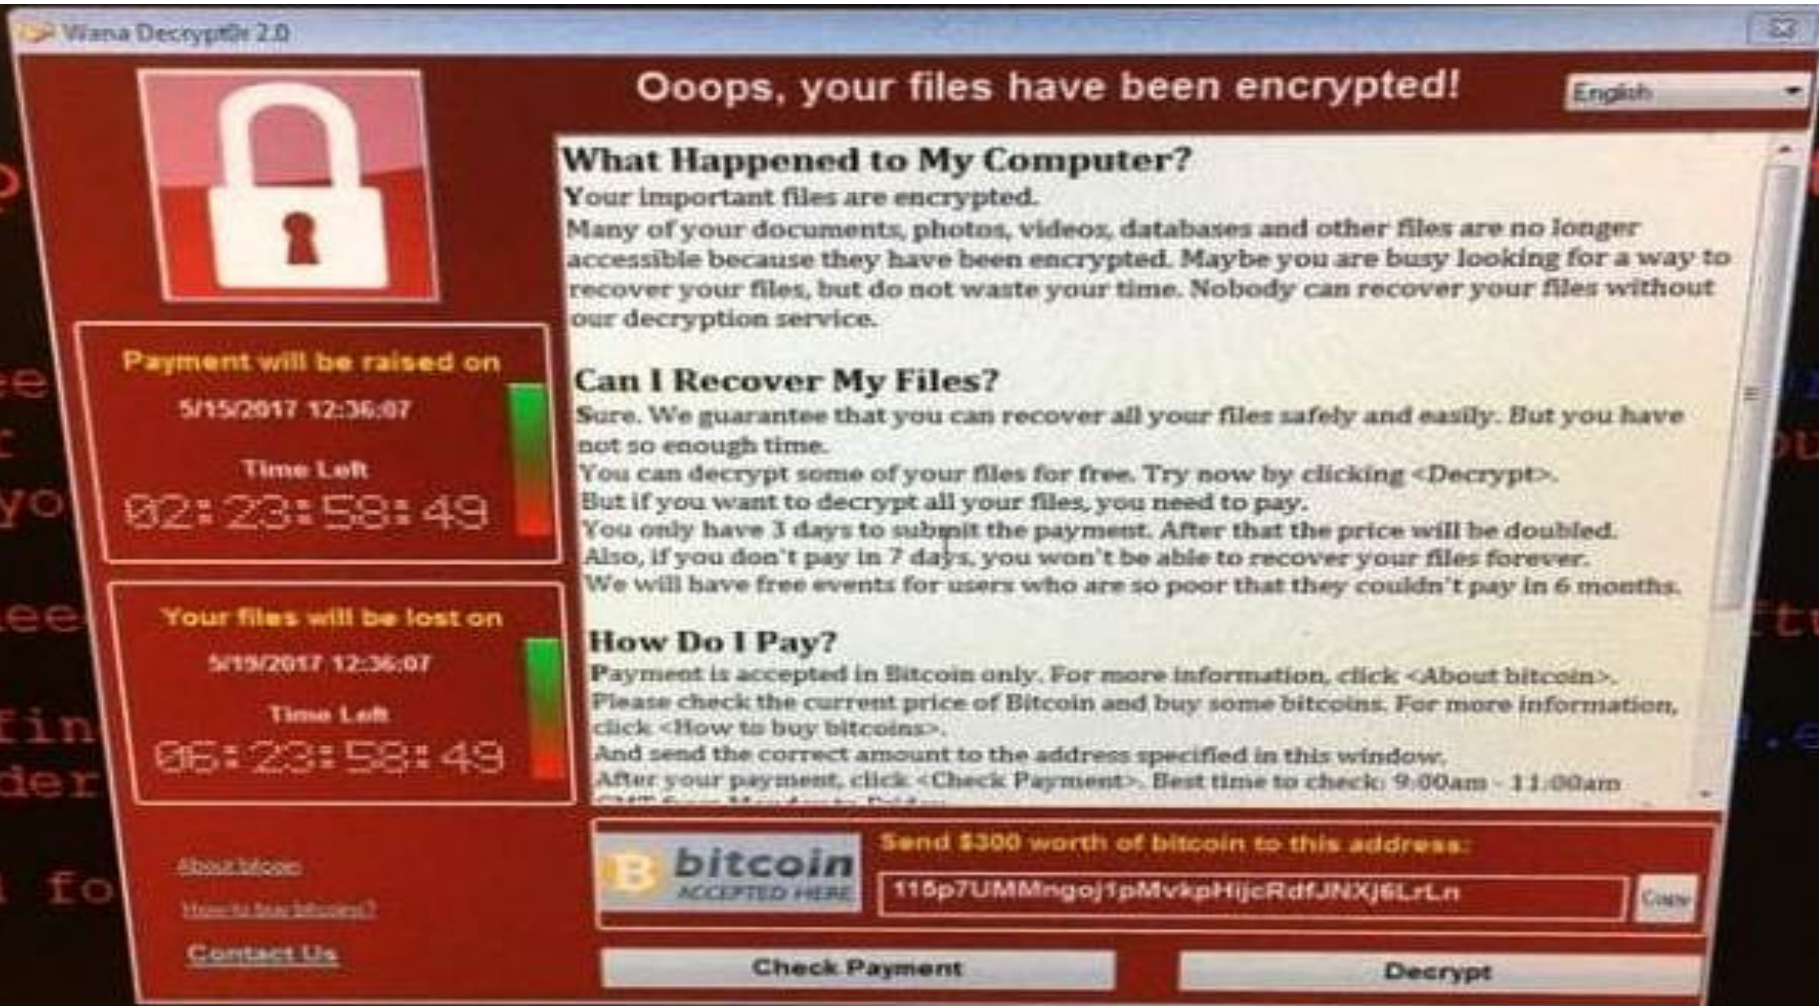 Wana Decrypt0r 2.0
Ooops, your files have been encrypted!
English
What Happened to My Computer?
Your important files are encrypted.
Many of your documents, photos, videos, databases and other files are no longer
accessible because they have been encrypted. Maybe you are busy looking for a way to
recover your files, but do not waste your time. Nobody can recover your files without
our decryption service.
Can I Recover My Files?
Sure. We guarantee that you can recover all your files safely and easily. But you have
not so enough time.
You can decrypt some of your files for free. Try now by clicking <Decrypt>.
But if you want to decrypt all your files, you need to pay.
You only have 3 days to submit the payment. After that the price will be doubled.
Also, if you don't pay in 7 days, you won't be able to recover your files forever.
We will have free events for users who are so poor that they couldn't pay in 6 months.
How Do I Pay?
Payment is accepted in Bitcoin only. For more information, click <About bitcoin>.
Please check the current price of Bitcoin and buy some bitcoins. For more information,
click <How to buy bitcoins>.
And send the correct amount to the address specified in this window.
After your payment, click <Check Payment>. Best time to check: 9:00am - 11:00am
GMT from Monday to Friday.
Payment will be raised on
5/15/2017 12:36:07
Time Left
02:23:58:49
Your files will be lost on
5/19/2017 12:36:07
Time Left
06:23:58:49
About bitcoin
How to buy bitcoins?
Contact Us
bitcoin
ACCEPTED HERE
Send $300 worth of bitcoin to this address:
115p7UMMngoj1pMvkpHijcRdfJNXj6LrLn
Copy
Check Payment
Decrypt